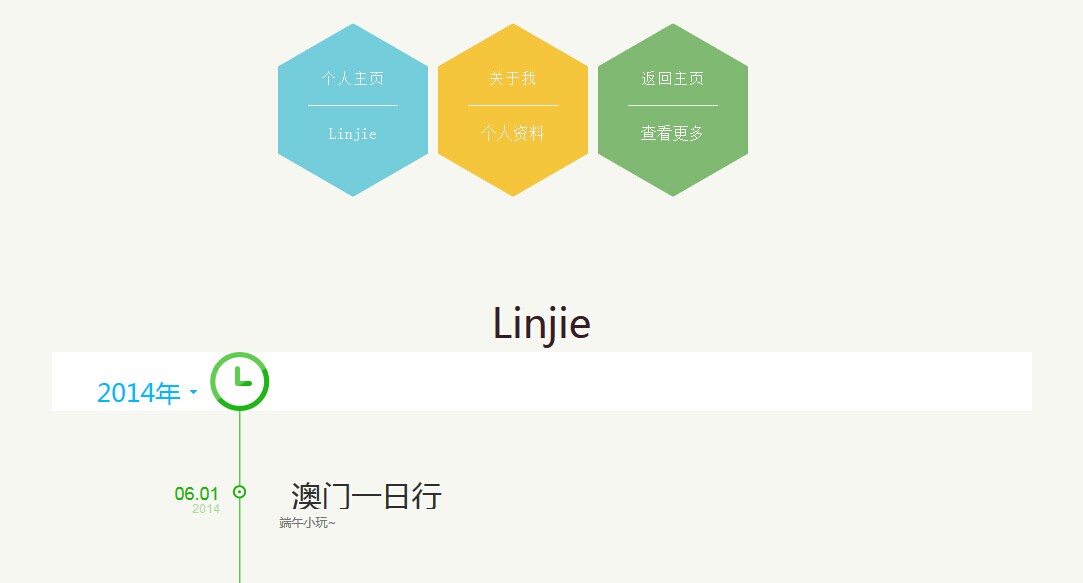 个人主页
Linjie
关于我
个人资料
返回主页
查看更多
Linjie
2014年
06.01
2014
澳门一日行
端午小玩~